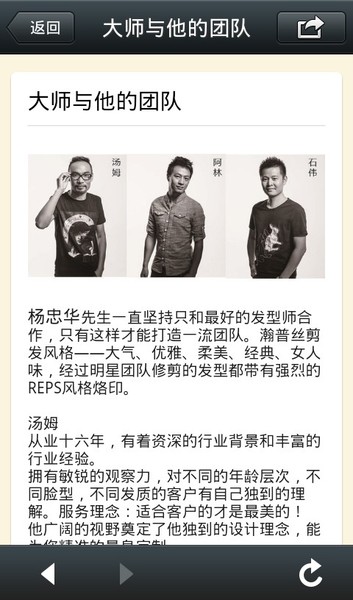 返回
大师与他的团队
大师与他的团队
汤姆
阿林
石伟
杨忠华先生一直坚持只和最好的发型师合
作，只有这样才能打造一流团队。瀚普丝剪
发风格——大气、优雅、柔美、经典、女人
味，经过明星团队修剪的发型都带有强烈的
REPS风格烙印。
汤姆
从业十六年，有着资深的行业背景和丰富的
行业经验。
拥有敏锐的观察力，对不同的年龄层次，不
同脸型，不同发质的客户有自己独到的理
解。服务理念：适合客户的才是最美的！
他广阔的视野奠定了他独到的设计理念，能
为你精准的量身定制